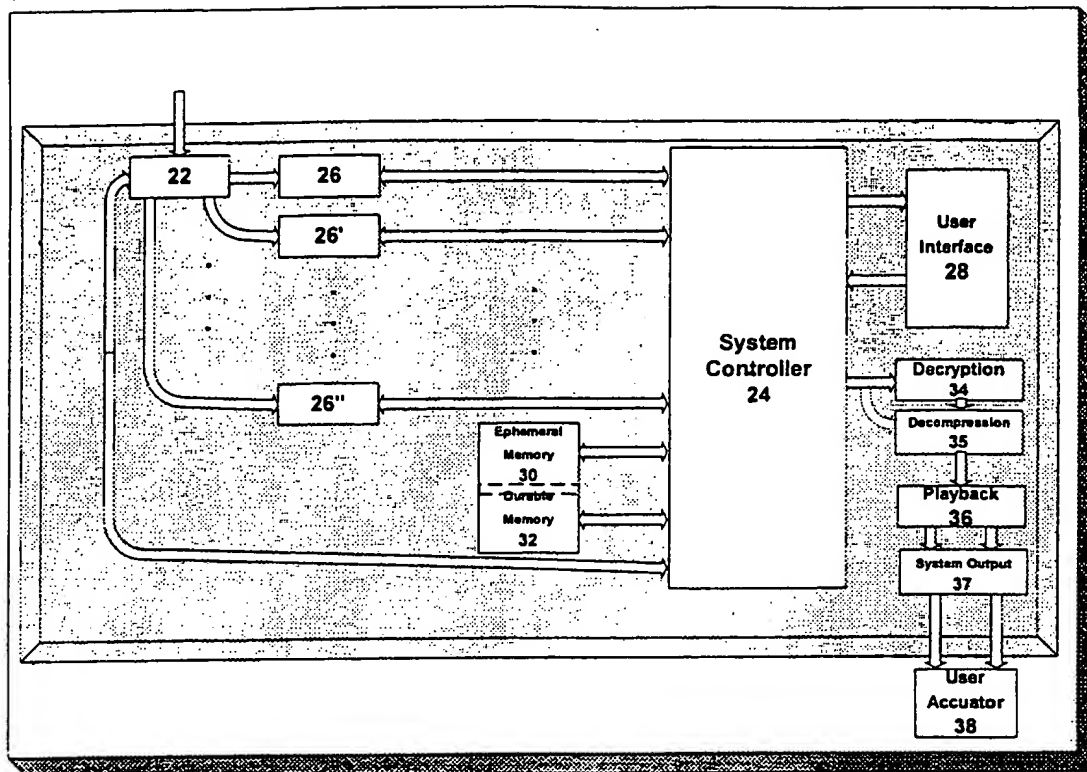 22
26
26'
26"
System
Controller
24
User
Interface
28
Ephemeral
Memory
30
Durable
Memory
32
Decryption
34
Decompression
35
Playback
36
System Output
37
User
Accuator
38